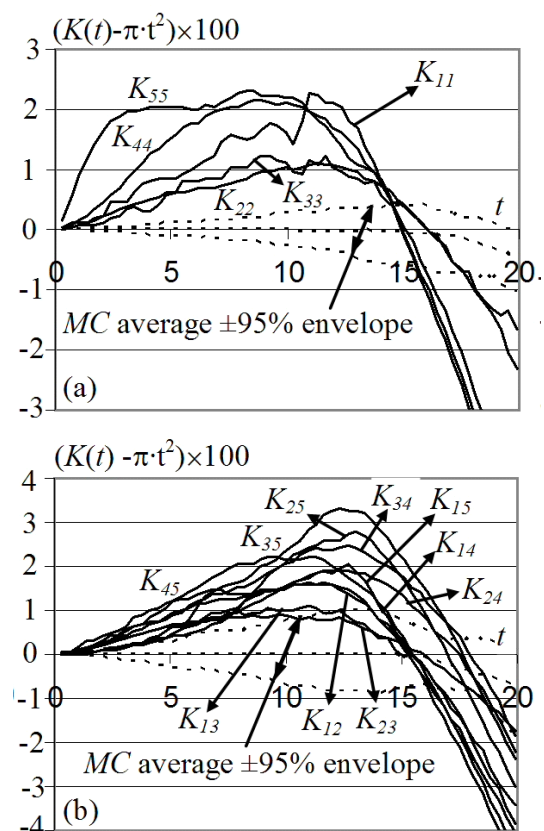 (K(t)-π·t²)×100
3
2
1
0
-1
-2
-3
K₅₅
K₄₄
K₁₁
K₃₃
K₂₂
t
0
5
10
15
20.
MC average ±95% envelope
(a)
(K(t) -π·t²)×100
4
3
2
1
0
-1
-2
-3
-4
K₂₅
K₃₄
K₁₅
K₃₅
K₁₄
K₄₅
K₂₄
t
0
5
10
15
20
K₁₃
K₁₂
K₂₃
MC average ±95% envelope
(b)